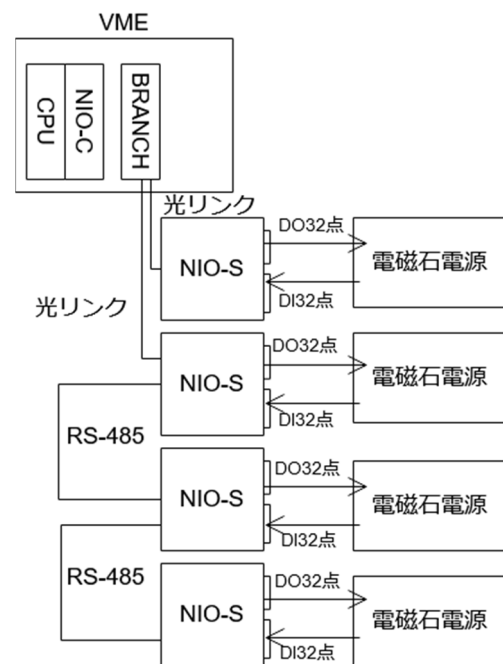 VME
CPU
NIO-C
BRANCH
光リンク
光リンク
NIO-S
DO32点
DI32点
電磁石電源
NIO-S
DO32点
DI32点
電磁石電源
RS-485
NIO-S
DO32点
DI32点
電磁石電源
RS-485
NIO-S
DO32点
DI32点
電磁石電源